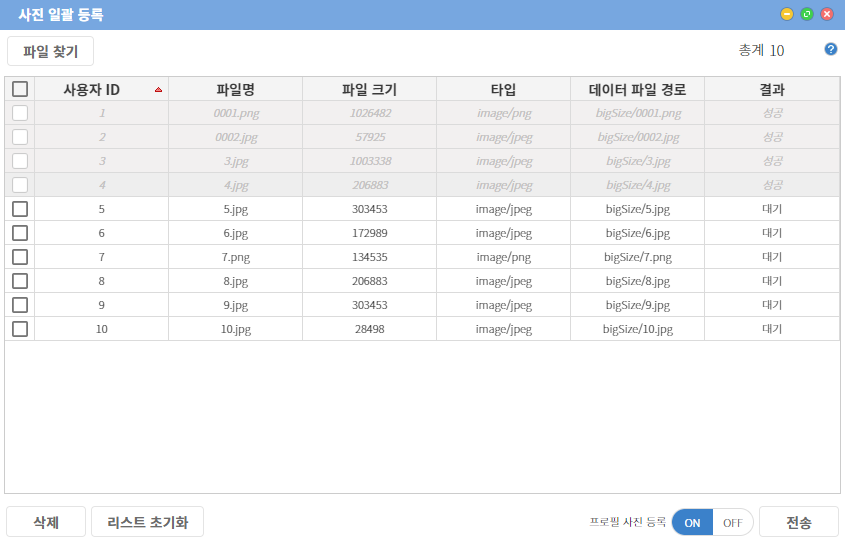 사진 일괄 등록
파일 찾기
총계 10
사용자 ID 파일명 파일 크기 타입 데이터 파일 경로 결과
1 0001.png 1026482 image/png bigSize/0001.png 성공
2 0002.jpg 57925 image/jpeg bigSize/0002.jpg 성공
3 3.jpg 1003338 image/jpeg bigSize/3.jpg 성공
4 4.jpg 206883 image/jpeg bigSize/4.jpg 성공
5 5.jpg 303453 image/jpeg bigSize/5.jpg 대기
6 6.jpg 172989 image/jpeg bigSize/6.jpg 대기
7 7.png 134535 image/png bigSize/7.png 대기
8 8.jpg 206883 image/jpeg bigSize/8.jpg 대기
9 9.jpg 303453 image/jpeg bigSize/9.jpg 대기
10 10.jpg 28498 image/jpeg bigSize/10.jpg 대기
삭제 리스트 초기화 프로필 사진 등록 ON OFF 전송